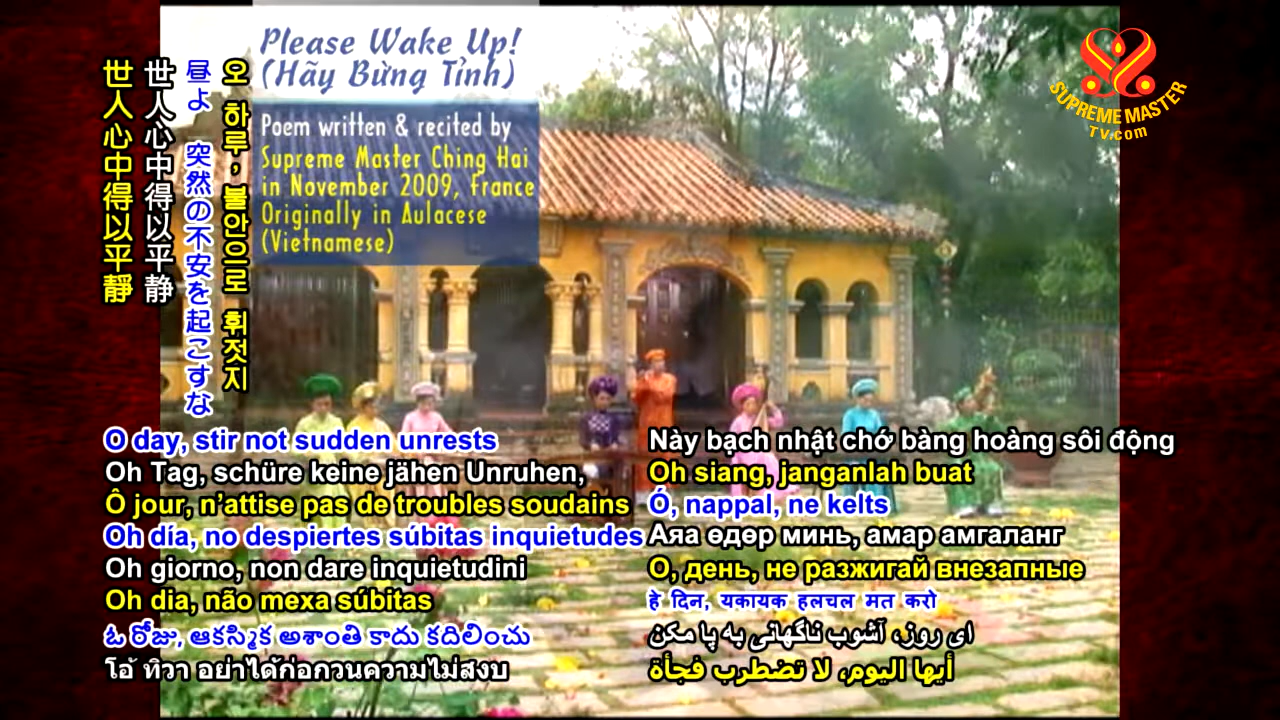 Please Wake Up!
(Hãy Bừng Tỉnh)
Poem written & recited by
Supreme Master Ching Hai
in November 2009, France
Originally in Aulacese
(Vietnamese)
SUPREME MASTER
TV.com
오 하루, 불안으로 휘젓지
昼よ 突然の不安を起こすな
世人心中得以平静
世人心中得以平靜
O day, stir not sudden unrests
Oh Tag, schüre keine jähen Unruhen,
Ô jour, n’attise pas de troubles soudains
Oh día, no despiertes súbitas inquietudes
Oh giorno, non dare inquietudini
Oh dia, não mexa súbitas
ఓ రోజు, ఆకస్మిక అశాంతి కాదు కదిలించు
โอ้ ทิวา อย่าได้ก่อกวนความไม่สงบ
Này bạch nhật chớ bàng hoàng sôi động
Oh siang, janganlah buat
Ó, nappal, ne kelts
Аяа өдөр минь, амар амгаланг
О, день, не разжигай внезапные
हे दिन, यकायक हलचल मत करो
ای روز، آشوب ناگهانی به پا مکن
أيها اليوم، لا تضطرب فجأة